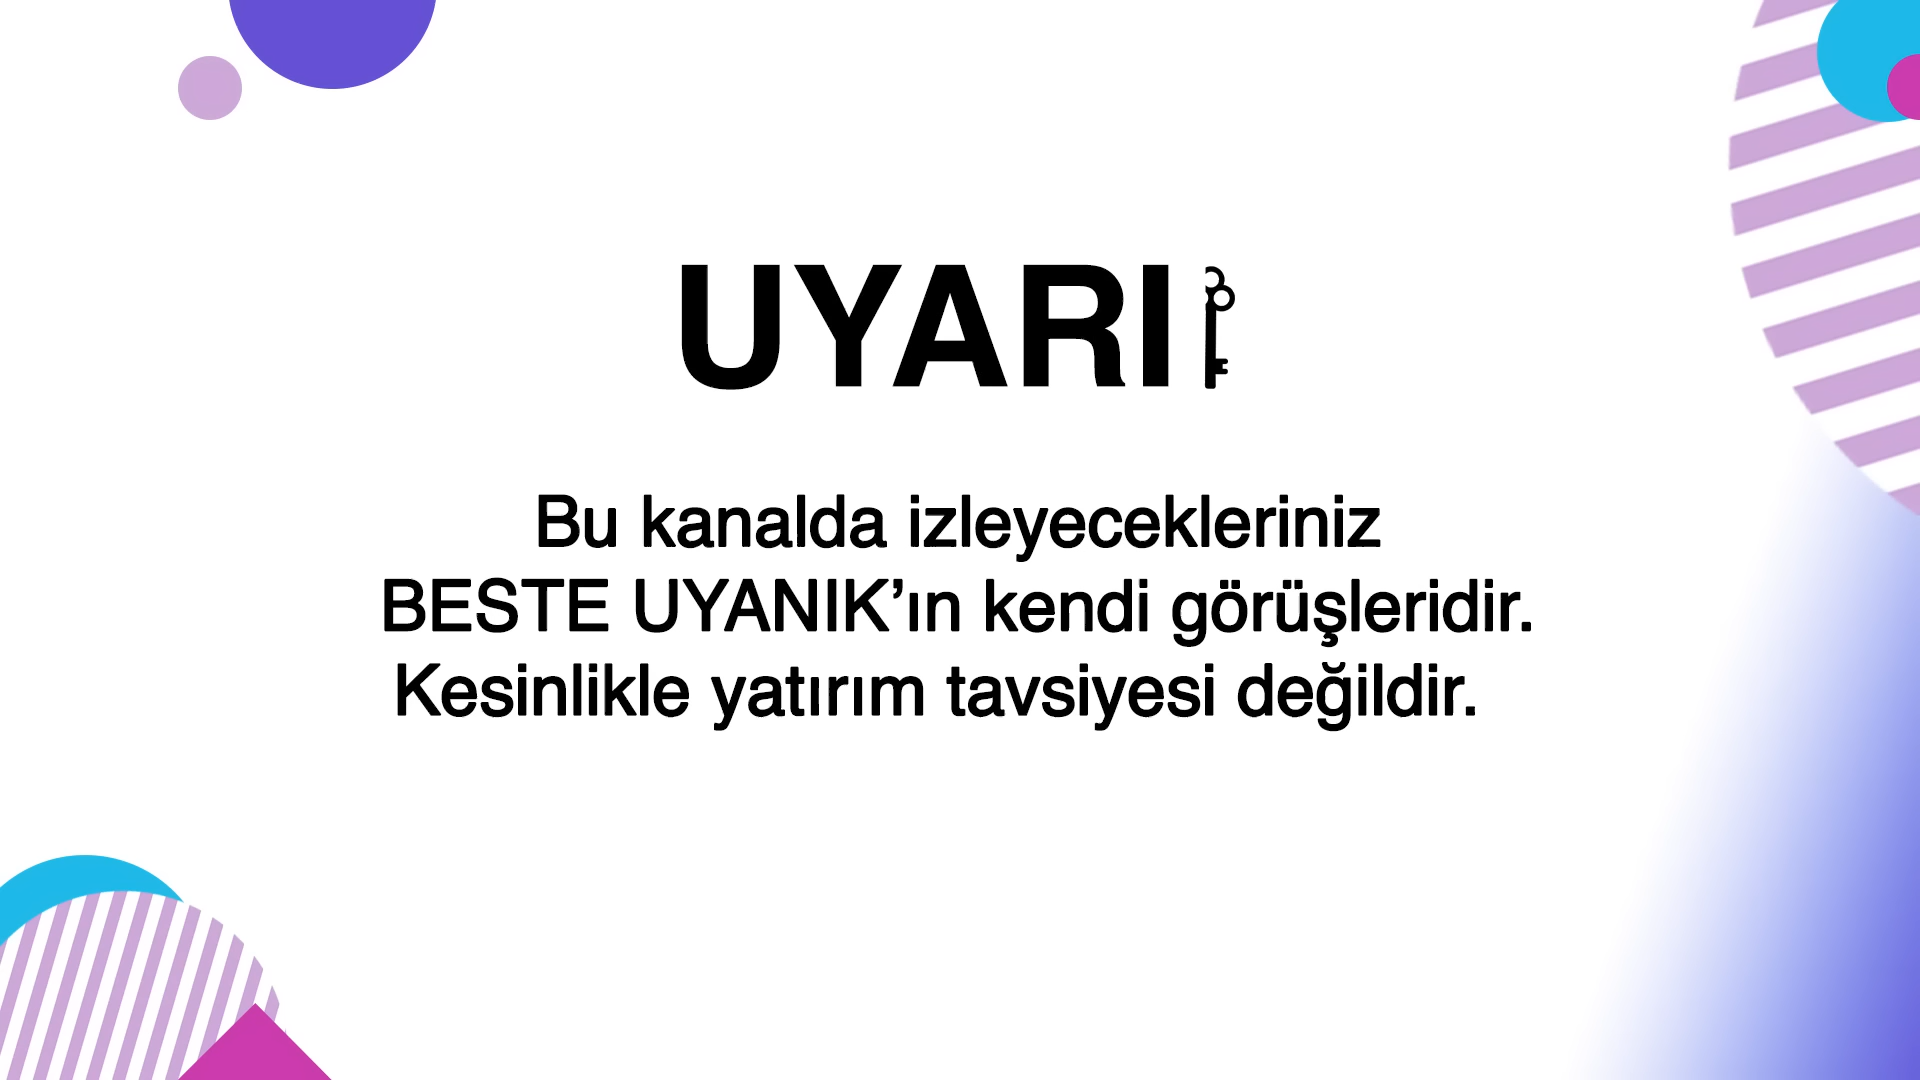 UYARI
Bu kanalda izleyecekleriniz
BESTE UYANIK’ın kendi görüşleridir.
Kesinlikle yatırım tavsiyesi değildir.